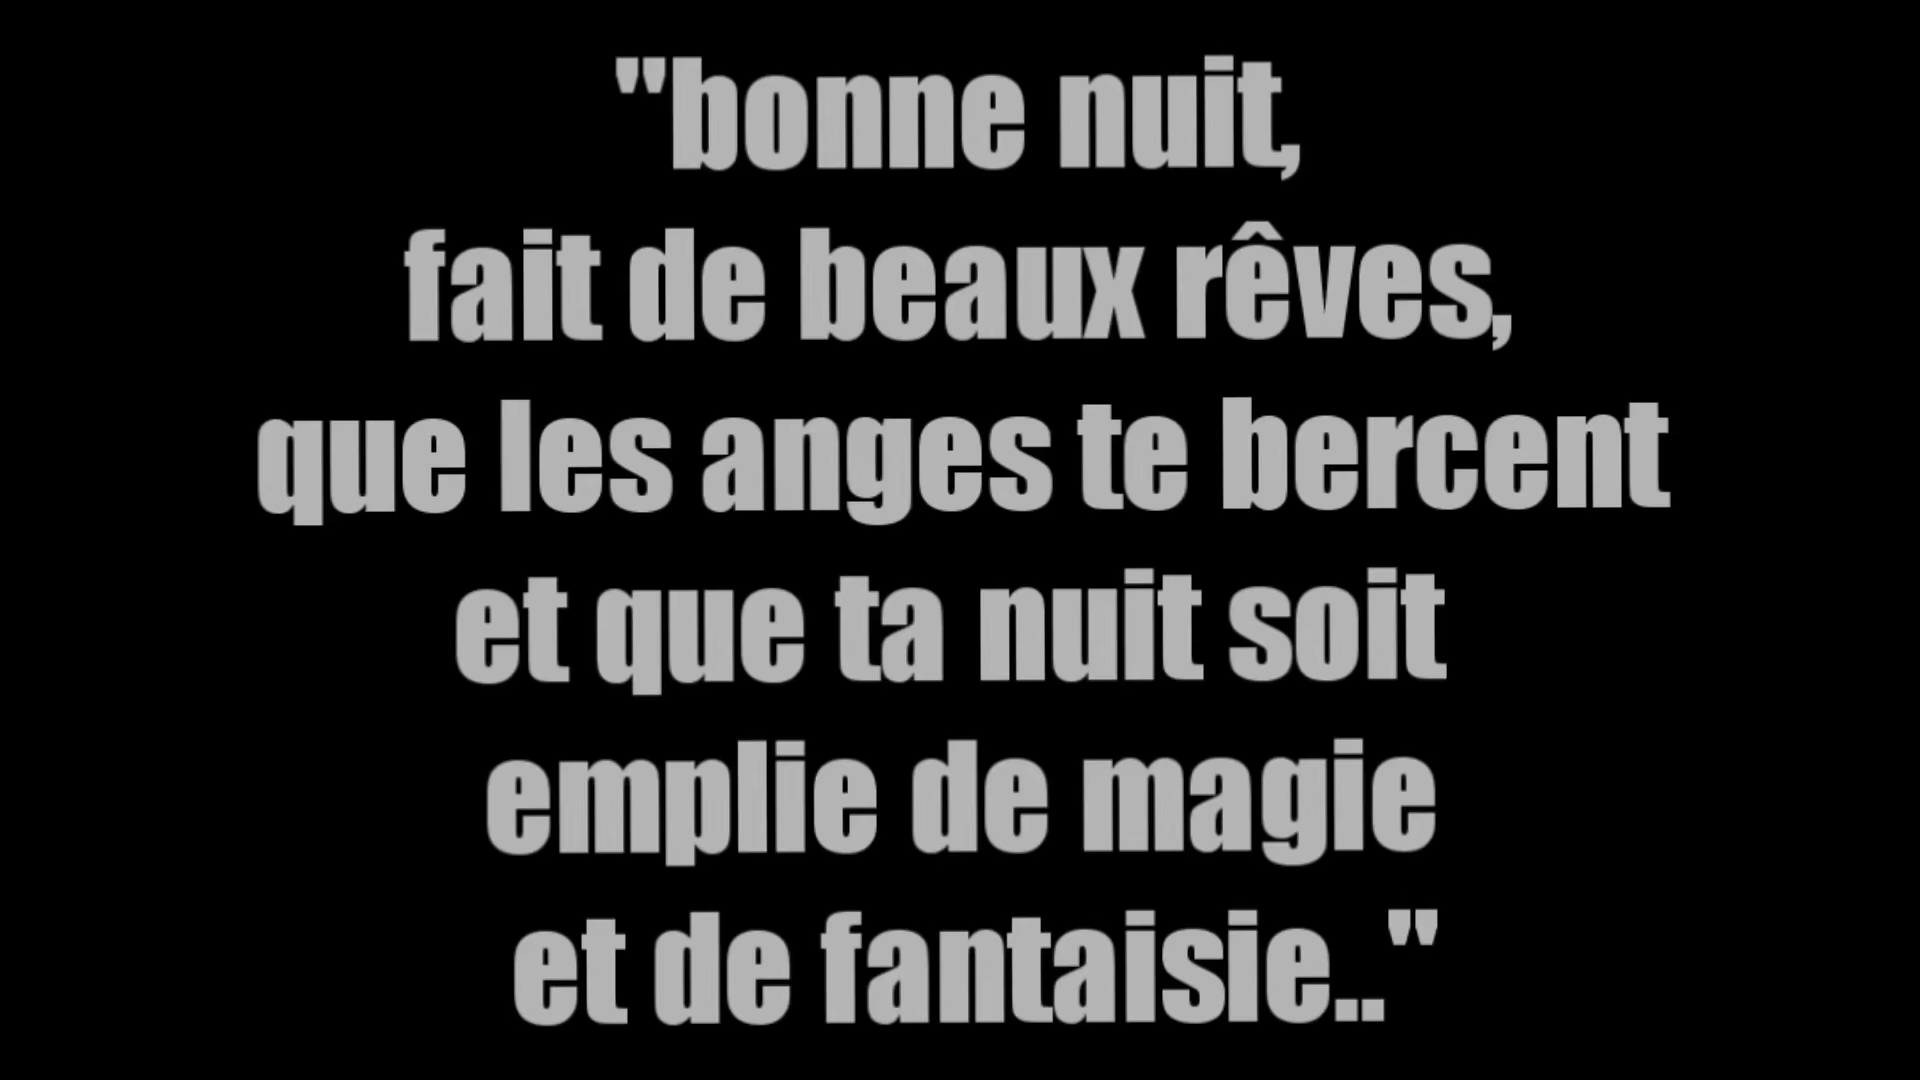 "bonne nuit,
fait de beaux rêves,
que les anges te bercent
et que ta nuit soit
emplie de magie
et de fantaisie.."